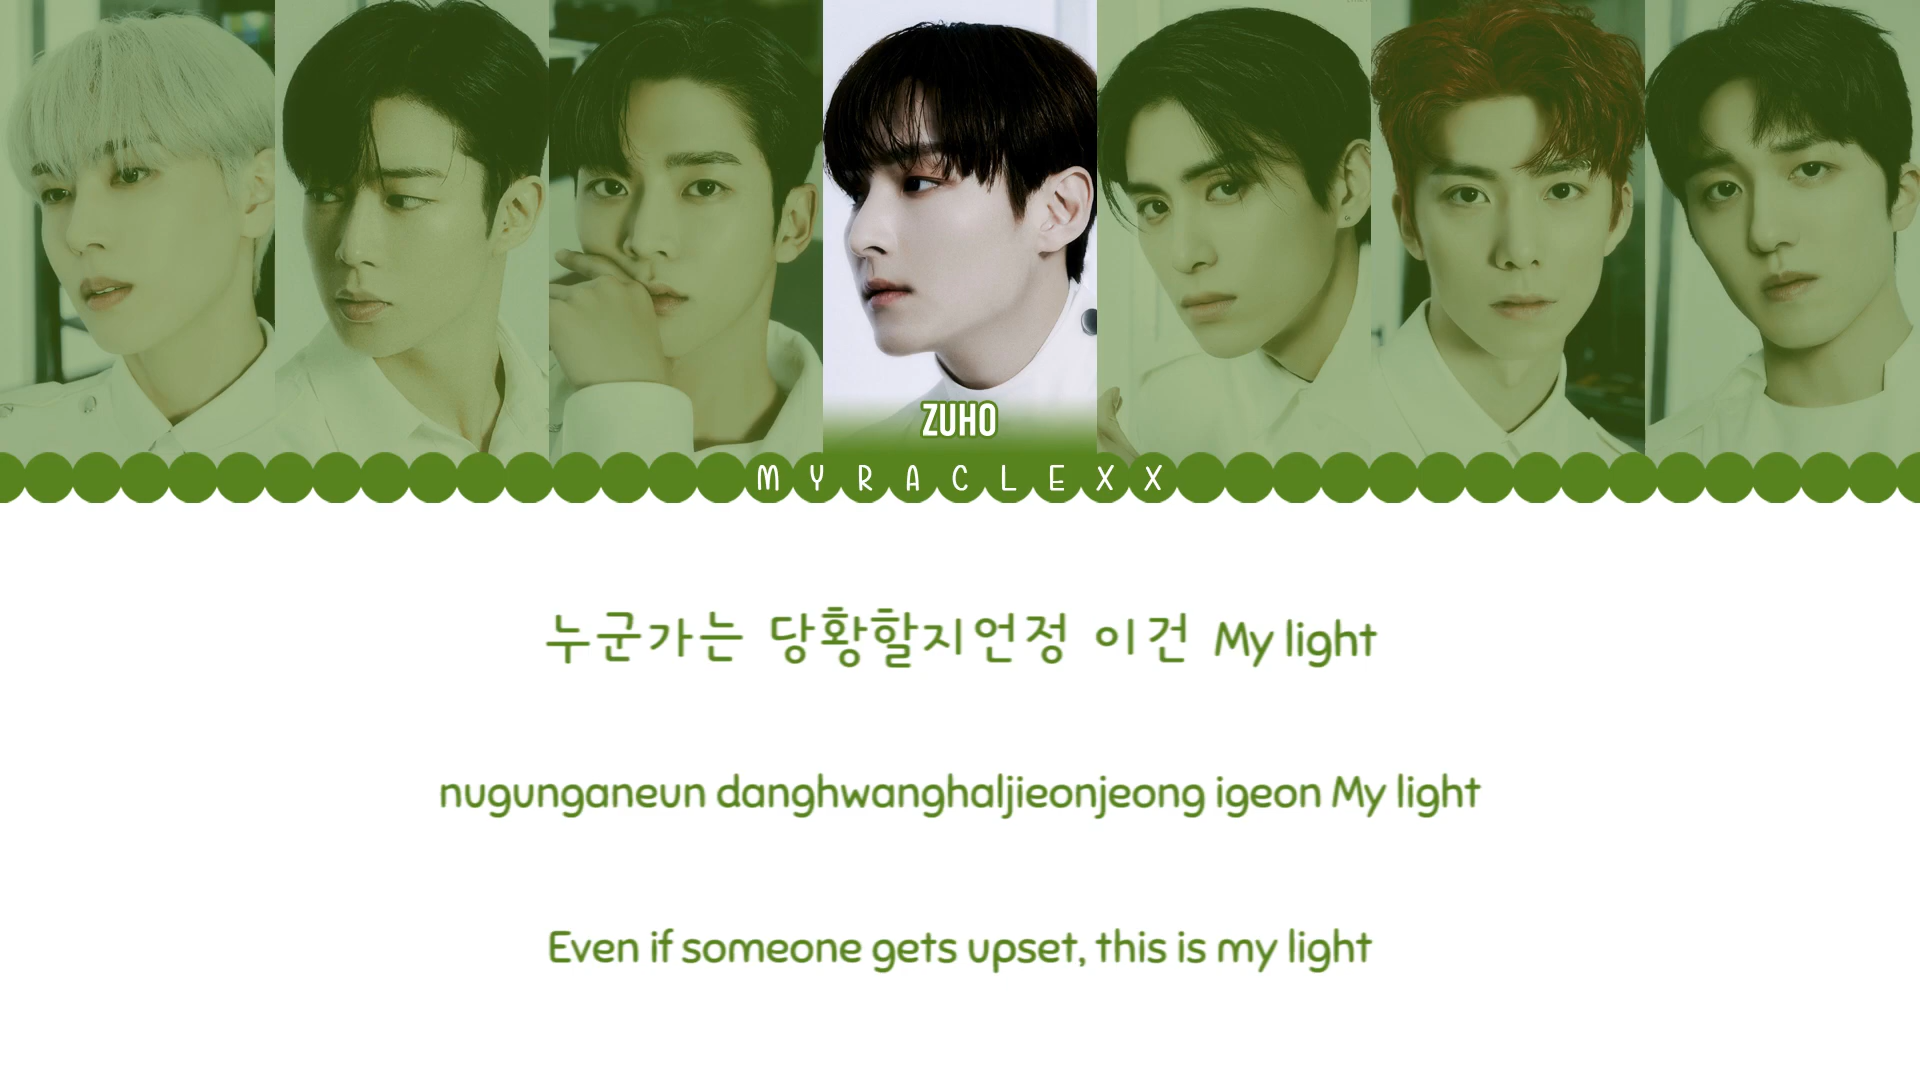 ZUHO
MYRACLEXX
누군가는 당황할지언정 이건 My light
nugunganeun danghwanghaljieonjeong igeon My light
Even if someone gets upset, this is my light